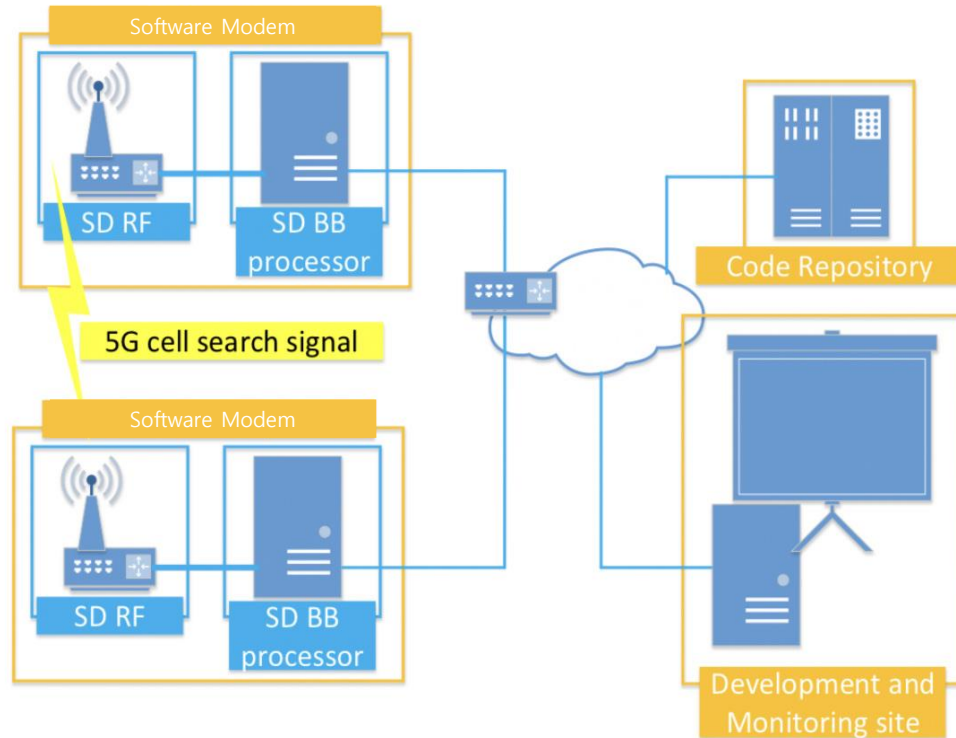 Software Modem
SD RF
SD BB
processor
5G cell search signal
Software Modem
SD RF
SD BB
processor
Code Repository
Development and
Monitoring site